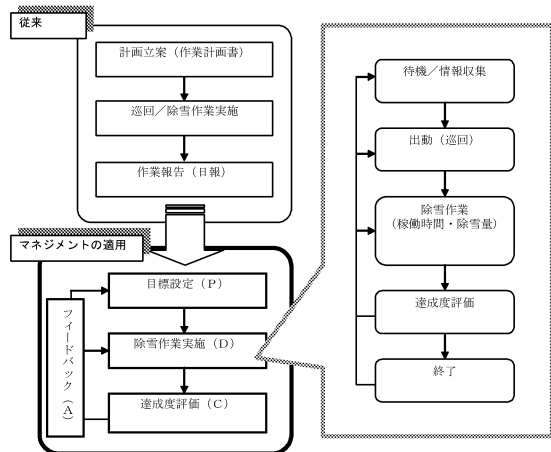 従来
計画立案（作業計画書）
巡回／除雪作業実施
作業報告（日報）
マネジメントの適用
目標設定（P）
除雪作業実施（D）
達成度評価（C）
フイードバック（A）
待機／情報収集
出動（巡回）
除雪作業
（稼働時間・除雪量）
達成度評価
終了